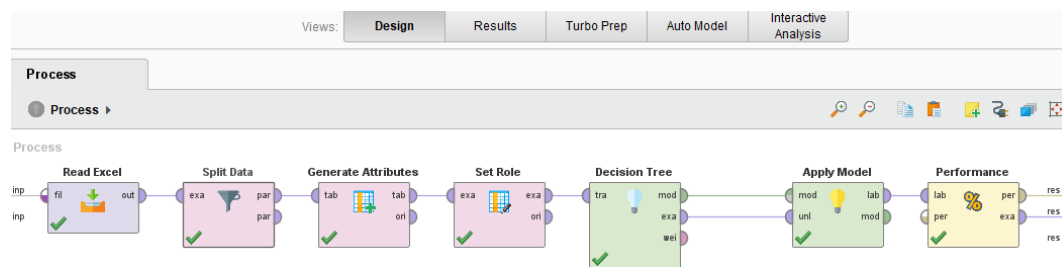 Views: Design Results Turbo Prep Auto Model Interactive Analysis
Process
Process
Process
Read Excel Split Data Generate Attributes Set Role Decision Tree Apply Model Performance
inp fil out exa par tab tab exa exa tra mod mod lab lab per res
inp par ori ori exa unl mod per exa res
wei res